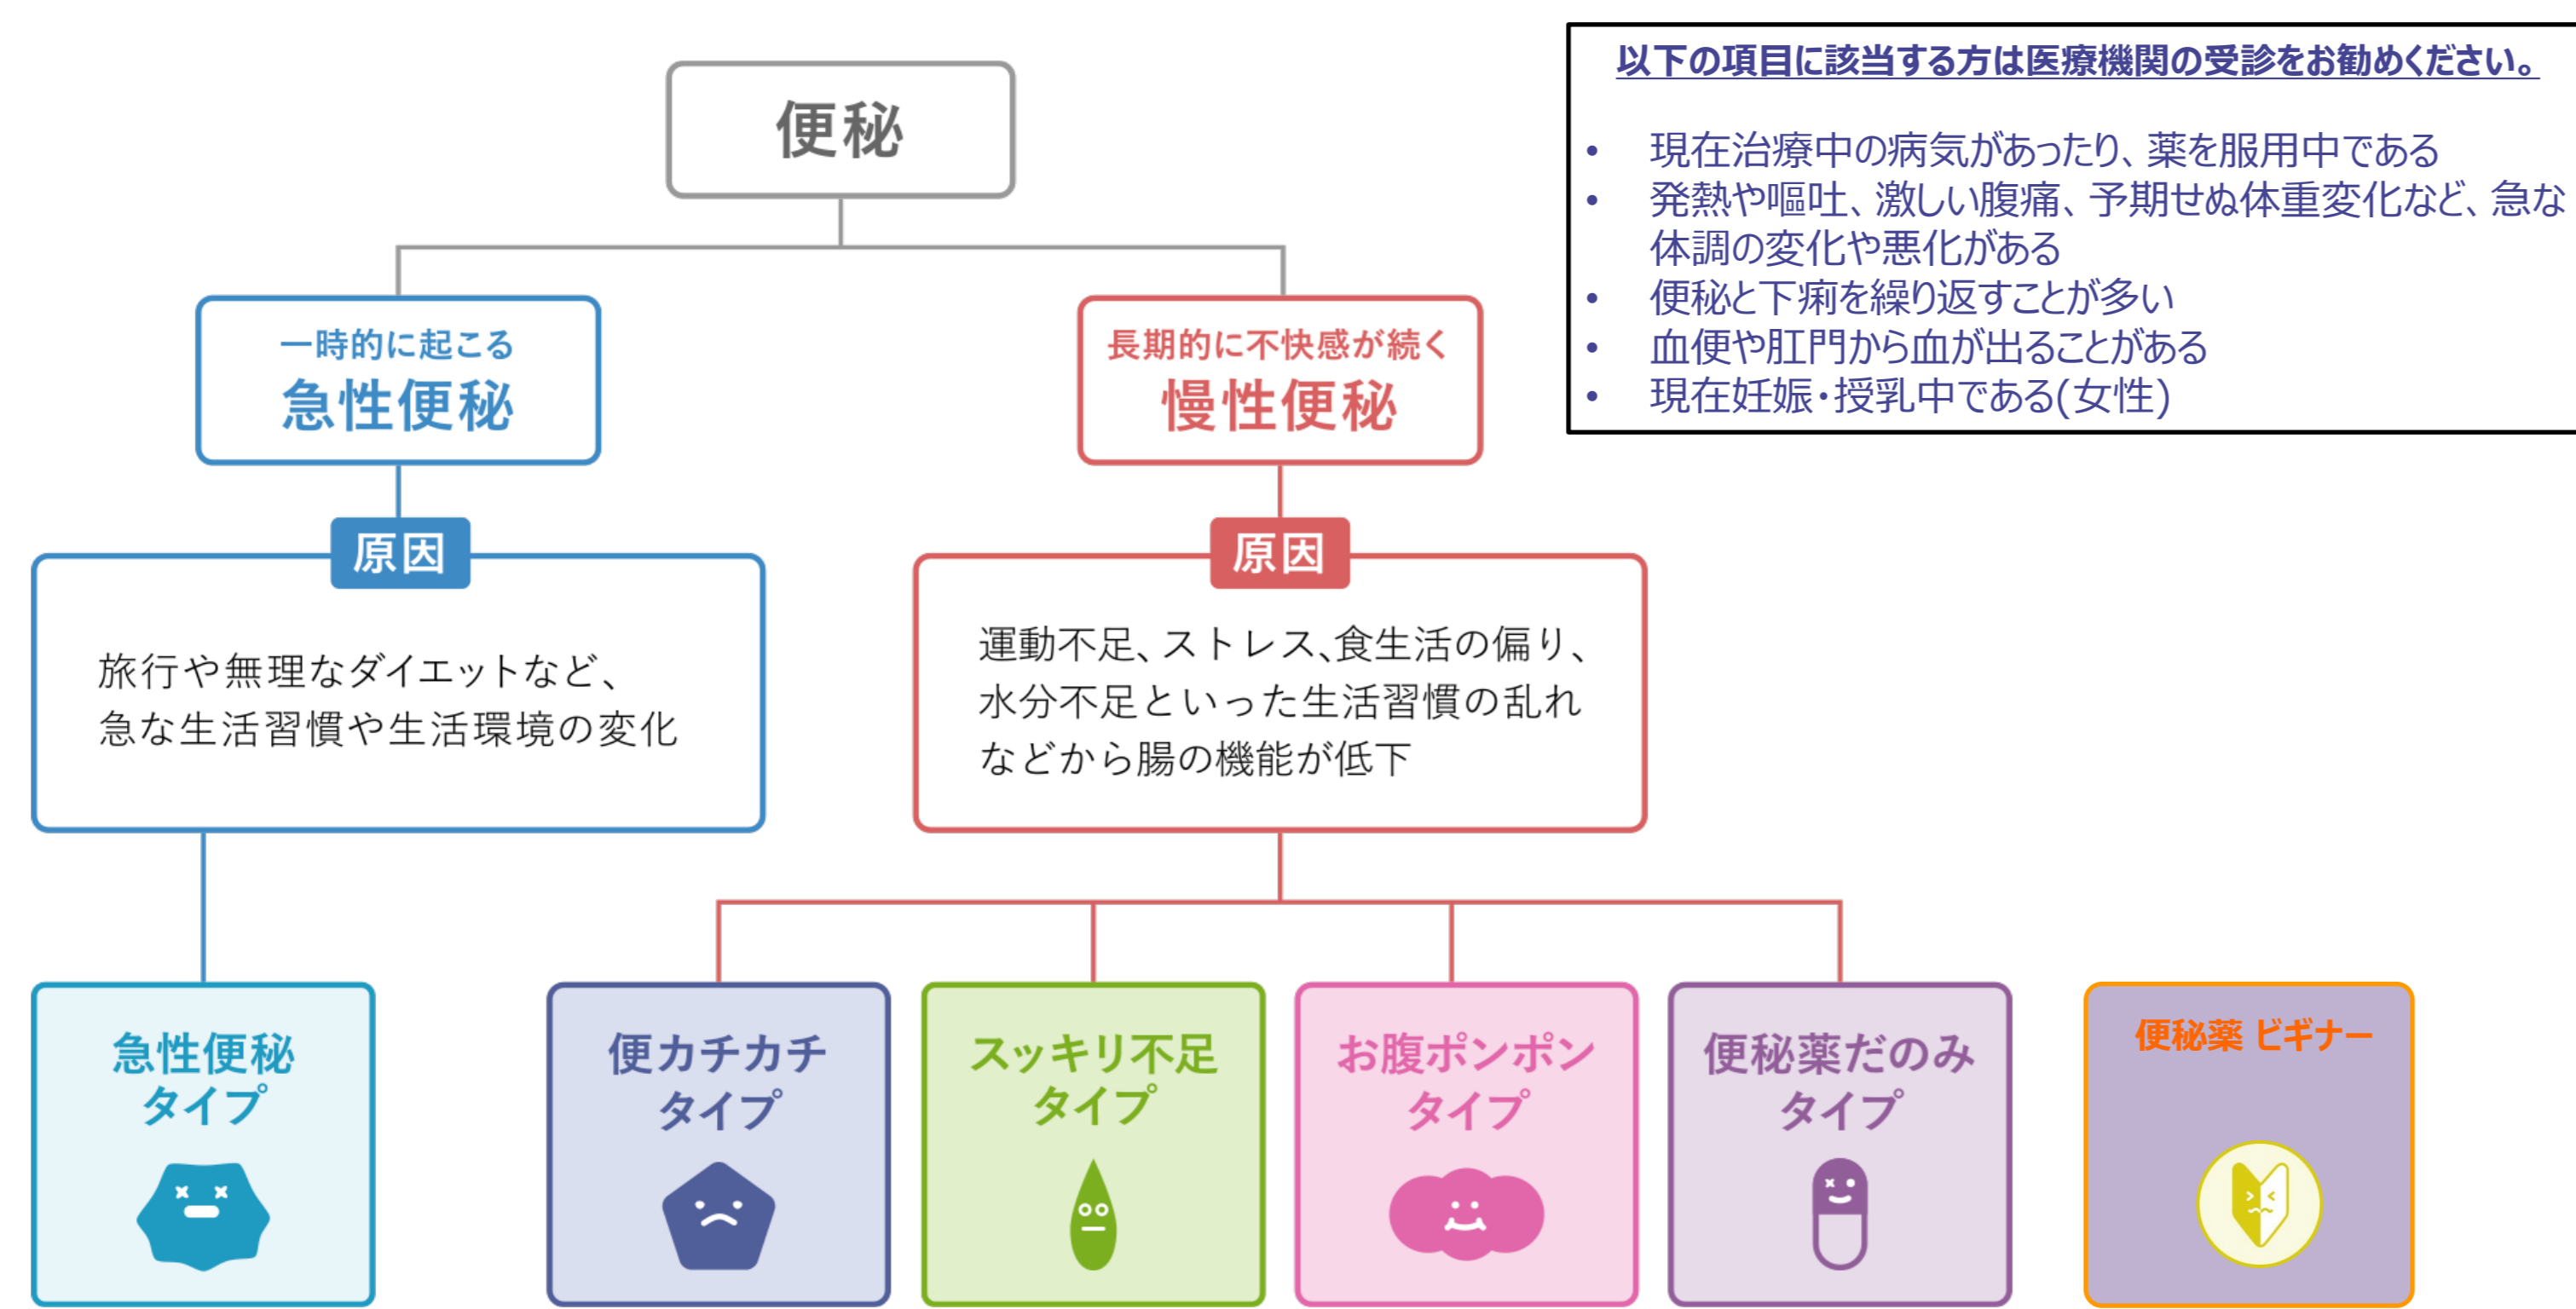 便秘
以下の項目に該当する方は医療機関の受診をお勧めください。
• 現在治療中の病気があったり、薬を服用中である
• 発熱や嘔吐、激しい腹痛、予期せぬ体重変化など、急な
体調の変化や悪化がある
• 便秘と下痢を繰り返すことが多い
• 血便や肛門から血が出ることがある
• 現在妊娠・授乳中である(女性)
一時的に起こる
急性便秘
原因
旅行や無理なダイエットなど、
急な生活習慣や生活環境の変化
長期的に不快感が続く
慢性便秘
原因
運動不足、ストレス、食生活の偏り、
水分不足といった生活習慣の乱れ
などから腸の機能が低下
急性便秘
タイプ
便カチカチ
タイプ
スッキリ不足
タイプ
お腹ポンポン
タイプ
便秘薬だのみ
タイプ
便秘薬 ビギナー